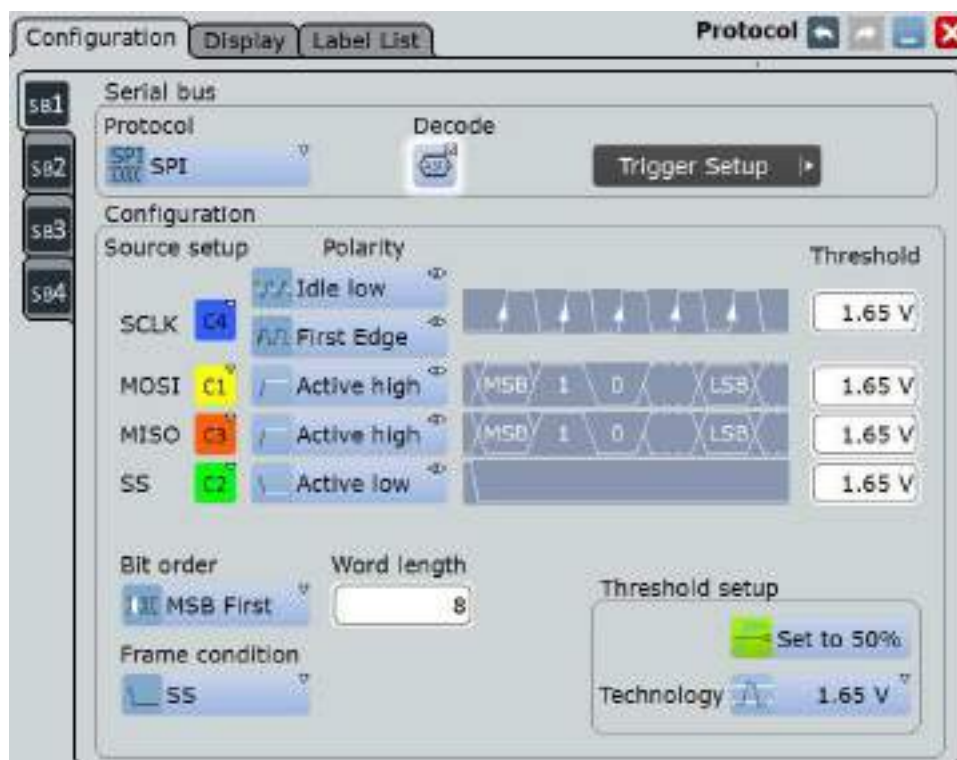 Configuration Display Label List Protocol
SB1 Serial bus
Protocol Decode
SB2 SPI SPI Trigger Setup
Configuration
SB3 Source setup Polarity Threshold
SB4 Idle low
SCLK C4 First Edge 1.65 V
MOSI C1 Active high MSB 1 0 LSB 1.65 V
MISO C3 Active high MSB 1 0 LSB 1.65 V
SS C2 Active low 1.65 V
Bit order Word length
MSB First 8
Threshold setup
Set to 50%
Frame condition
SS
Technology 1.65 V